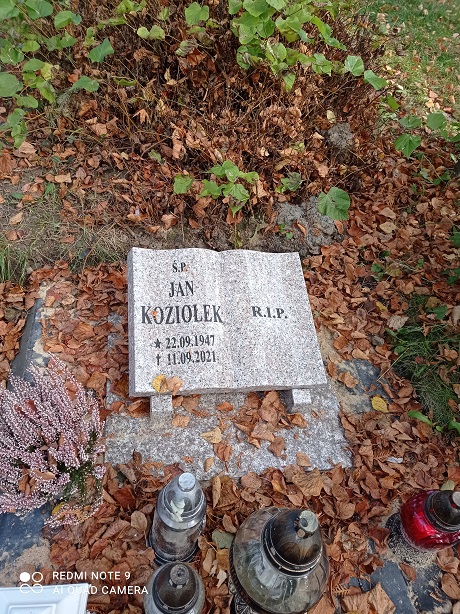 Ś.P.
JAN
KOZIOŁEK
★ 22.09.1947
✝ 11.09.2021
R.I.P.
REDMI NOTE 9
AI QUAD CAMERA